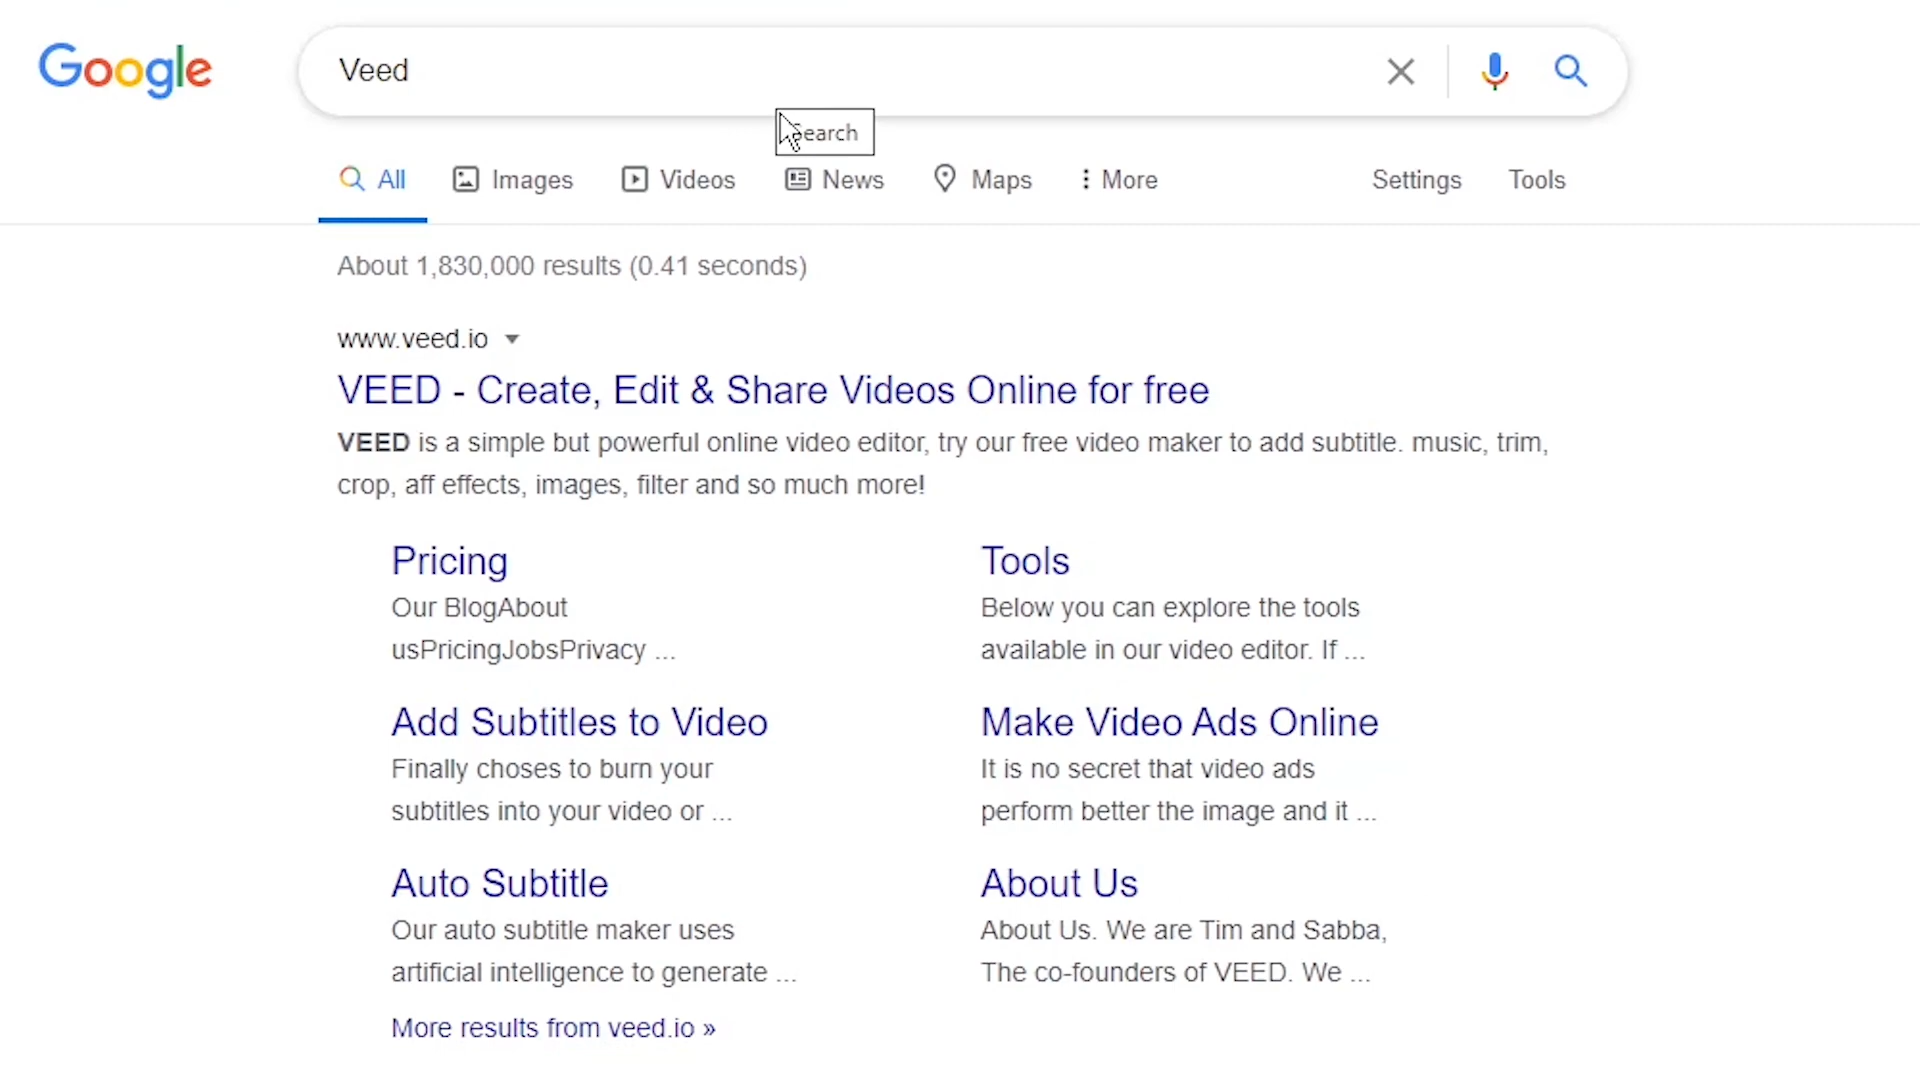 Google
Veed
Search
All Images Videos News Maps More Settings Tools
About 1,830,000 results (0.41 seconds)
www.veed.io
VEED - Create, Edit & Share Videos Online for free
VEED is a simple but powerful online video editor, try our free video maker to add subtitle. music, trim,
crop, aff effects, images, filter and so much more!
Pricing
Our BlogAbout
usPricingJobsPrivacy ...
Tools
Below you can explore the tools
available in our video editor. If ...
Add Subtitles to Video
Finally choses to burn your
subtitles into your video or ...
Make Video Ads Online
It is no secret that video ads
perform better the image and it ...
Auto Subtitle
Our auto subtitle maker uses
artificial intelligence to generate ...
About Us
About Us. We are Tim and Sabba,
The co-founders of VEED. We ...
More results from veed.io »